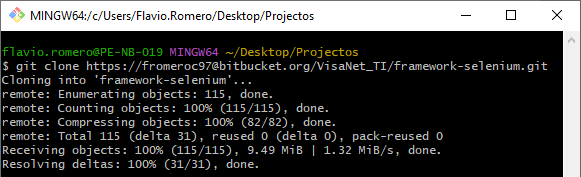 MINGW64:/c/Users/Flavio.Romero/Desktop/Projectos
flavio.romero@PE-NB-019 MINGW64 ~/Desktop/Projectos
$ git clone https://fromeroc97@bitbucket.org/VisaNet_TI/framework-selenium.git
Cloning into 'framework-selenium'...
remote: Enumerating objects: 115, done.
remote: Counting objects: 100% (115/115), done.
remote: Compressing objects: 100% (82/82), done.
remote: Total 115 (delta 31), reused 0 (delta 0), pack-reused 0
Receiving objects: 100% (115/115), 9.49 MiB | 1.32 MiB/s, done.
Resolving deltas: 100% (31/31), done.